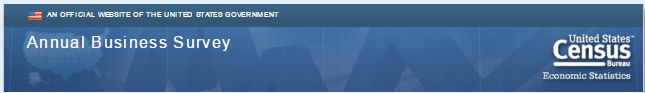 AN OFFICIAL WEBSITE OF THE UNITED STATES GOVERNMENT
Annual Business Survey
United States™
Census
Bureau
Economic Statistics